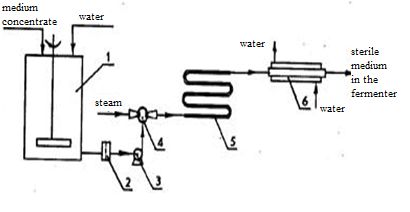 medium
concentrate
water
1
steam
2
3
4
5
water
6
water
sterile
medium
in the
fermenter